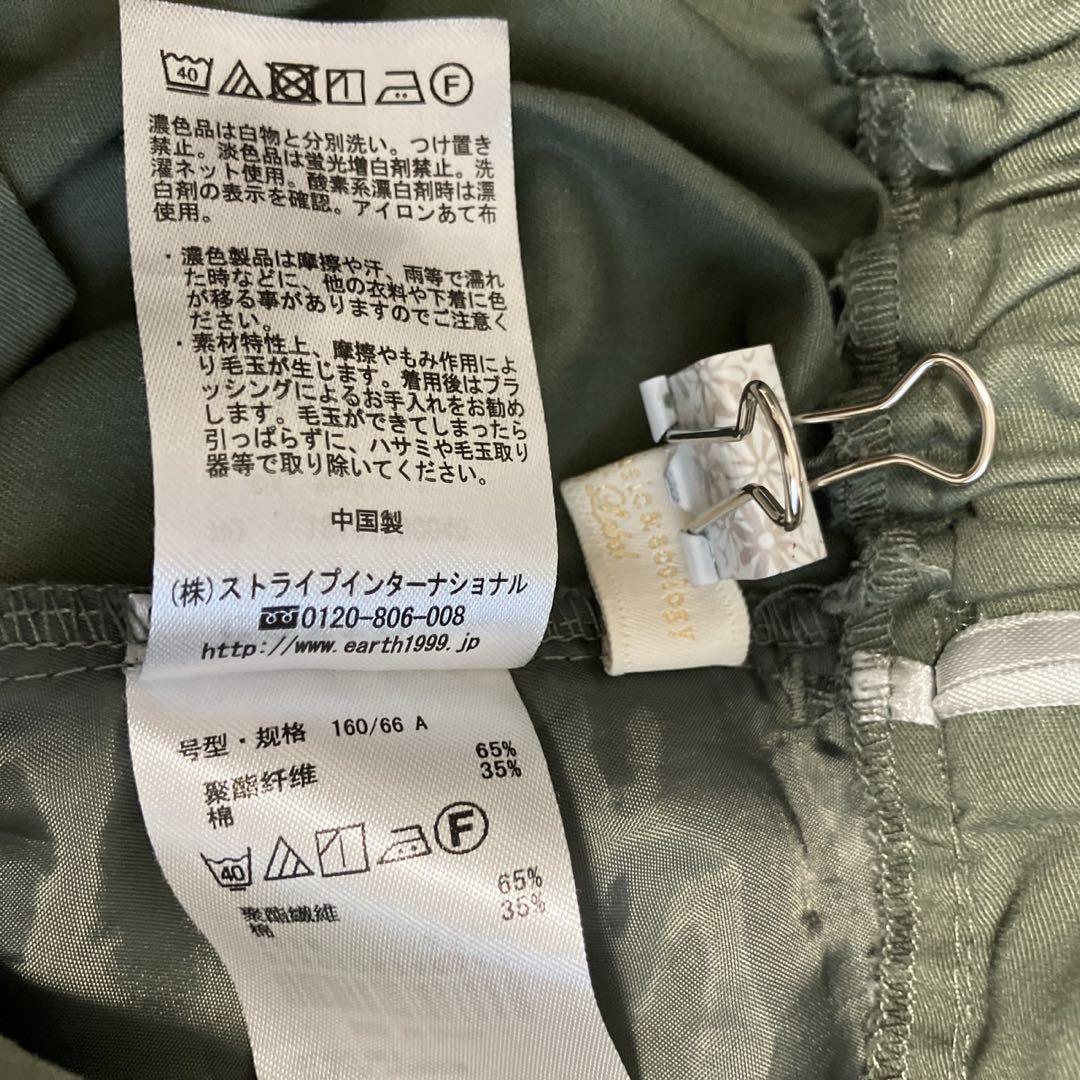 40 F
濃色品は白物と分別洗い。つけ置き
禁止。淡色品は蛍光増白剤禁止。洗
濯ネット使用。酸素系漂白剤時は漂
白剤の表示を確認。アイロンあて布
使用。
・濃色製品は摩擦や汗、雨等で濡れ
た時などに、他の衣料や下着に色
が移る事がありますのでご注意く
ださい。
・素材特性上、摩擦やもみ作用によ
り毛玉が生じます。着用後はブラ
ッシングによるお手入れをお勧め
します。毛玉ができてしまったら
引っぱらずに、ハサミや毛玉取り
器等で取り除いてください。
中国製
(株)ストライプインターナショナル
0120-806-008
http://www.earth1999.jp
号型・规格 160/66 A
聚酯纤维 65%
棉 35%
40 F
聚酯纖維 65%
棉 35%